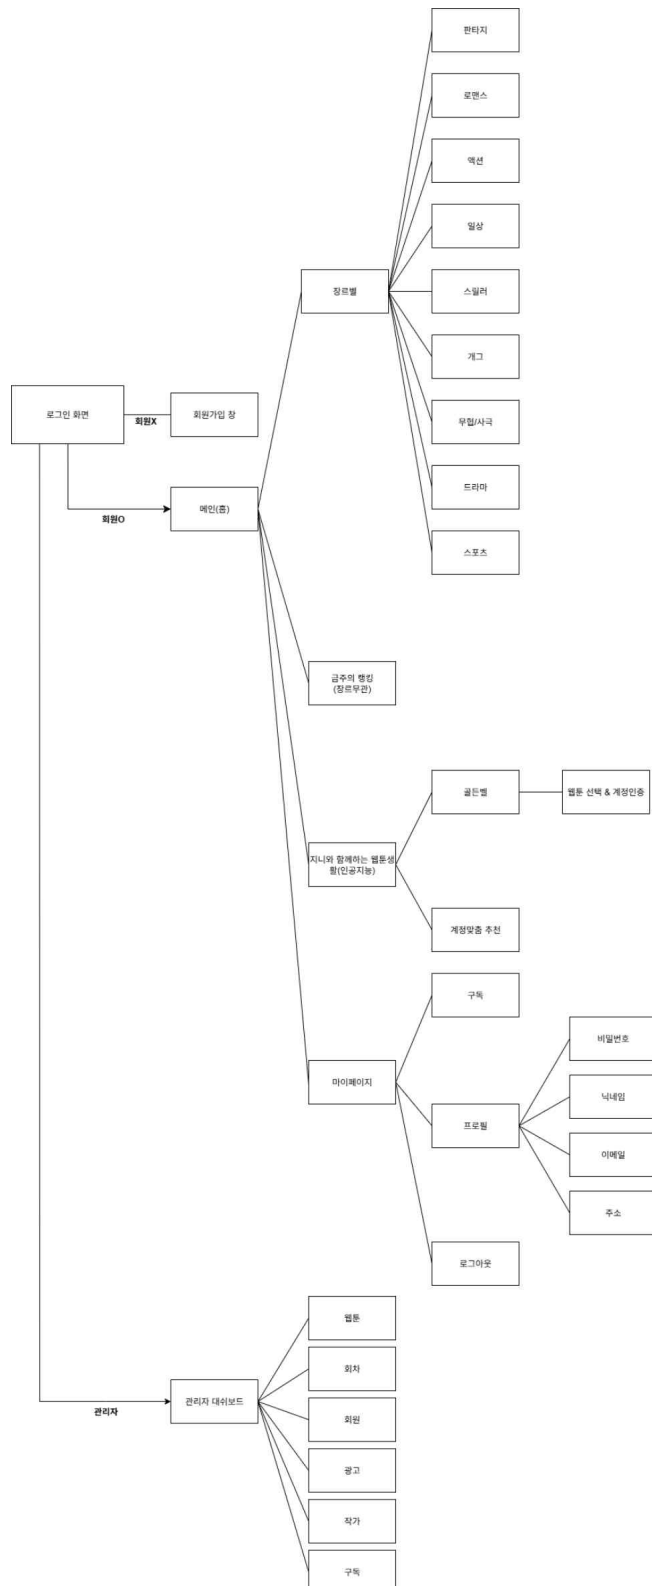 판타지
로맨스
액션
일상
장르별
스릴러
개그
로그인 화면
회원X
회원가입 창
무협/사극
드라마
메인(홈)
회원O
스포츠
금주의 랭킹
(장르무관)
골든벨
웹툰 선택 & 계정인증
지니와 함께하는 웹툰생
활(인공지능)
계정맞춤 추천
구독
비밀번호
마이페이지
닉네임
프로필
이메일
주소
로그아웃
웹툰
회차
관리자 대쉬보드
관리자
회원
광고
작가
구독